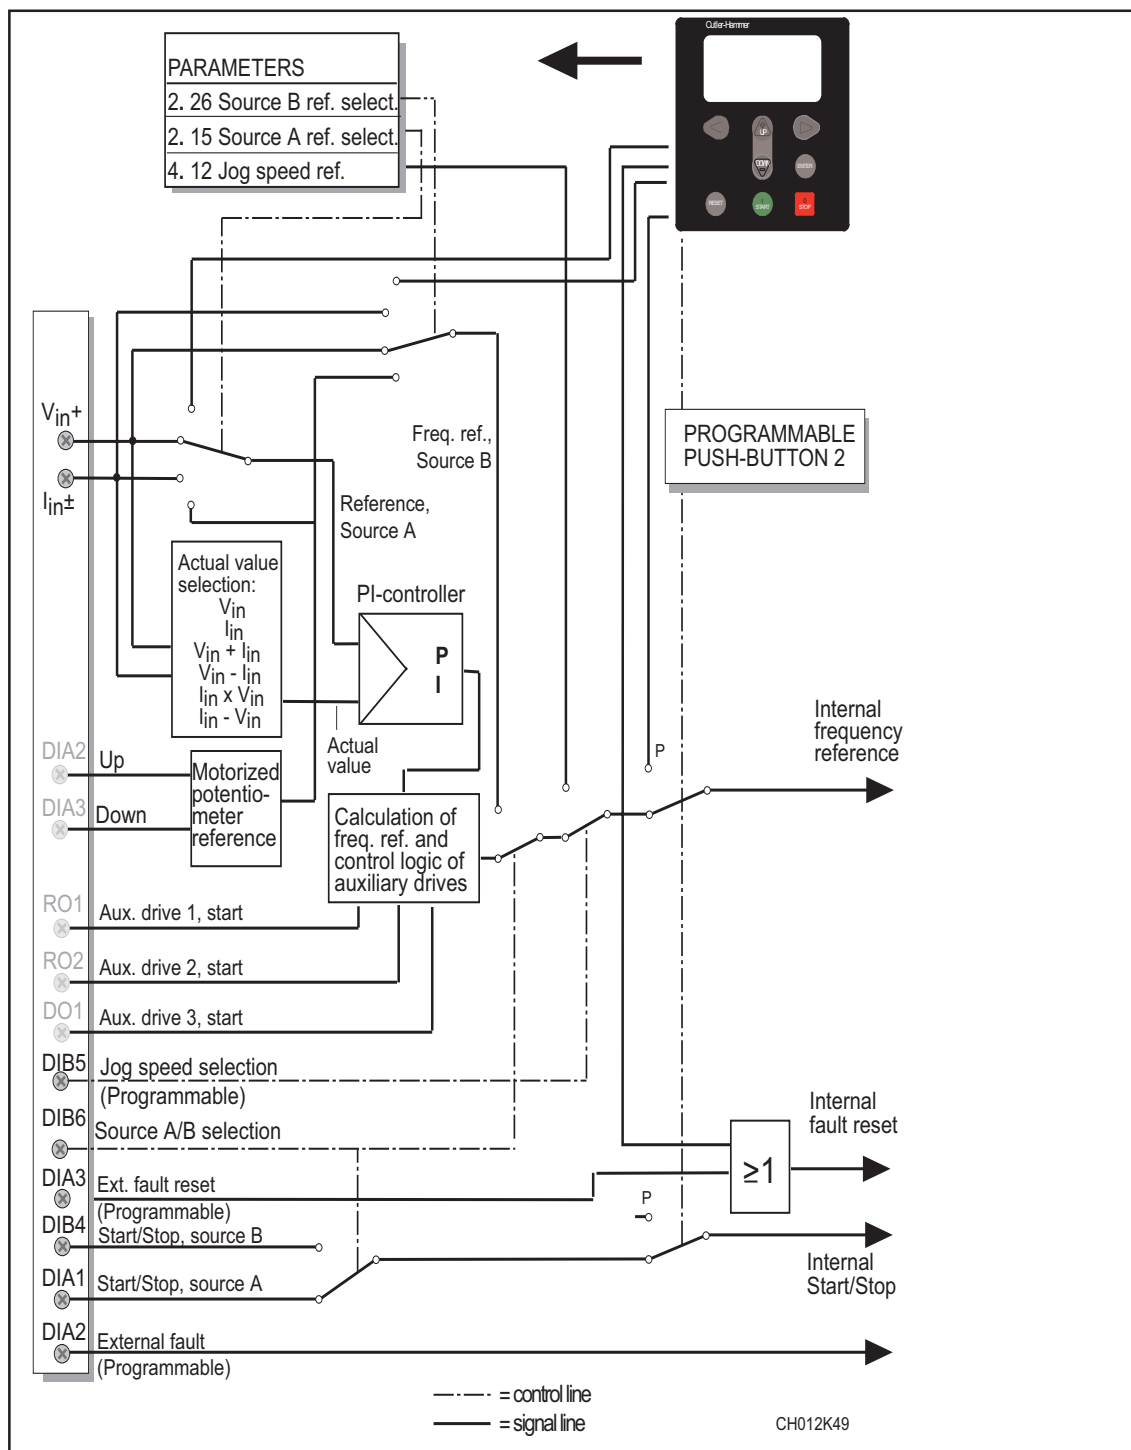 Cutler-Hammer
PARAMETERS
2. 26 Source B ref. select.
2. 15 Source A ref. select.
4. 12 Jog speed ref.
UP
DOWN
ENTER
RESET
I
START
0
STOP
Vin+
Iin±
Freq. ref.,
Source B
PROGRAMMABLE
PUSH-BUTTON 2
Reference,
Source A
Actual value
selection:
Vin
Iin
Vin + Iin
Vin - Iin
Iin x Vin
Iin - Vin
PI-controller
P
I
Actual
value
Internal
frequency
reference
P
DIA2
Up
DIA3
Down
Motorized
potentio-
meter
reference
Calculation of
freq. ref. and
control logic of
auxiliary drives
RO1
Aux. drive 1, start
RO2
Aux. drive 2, start
DO1
Aux. drive 3, start
DIB5
Jog speed selection
(Programmable)
DIB6
Source A/B selection
Internal
fault reset
≥1
DIA3
Ext. fault reset
(Programmable)
P
DIB4
Start/Stop, source B
DIA1
Start/Stop, source A
Internal
Start/Stop
DIA2
External fault
(Programmable)
= control line
= signal line
CH012K49